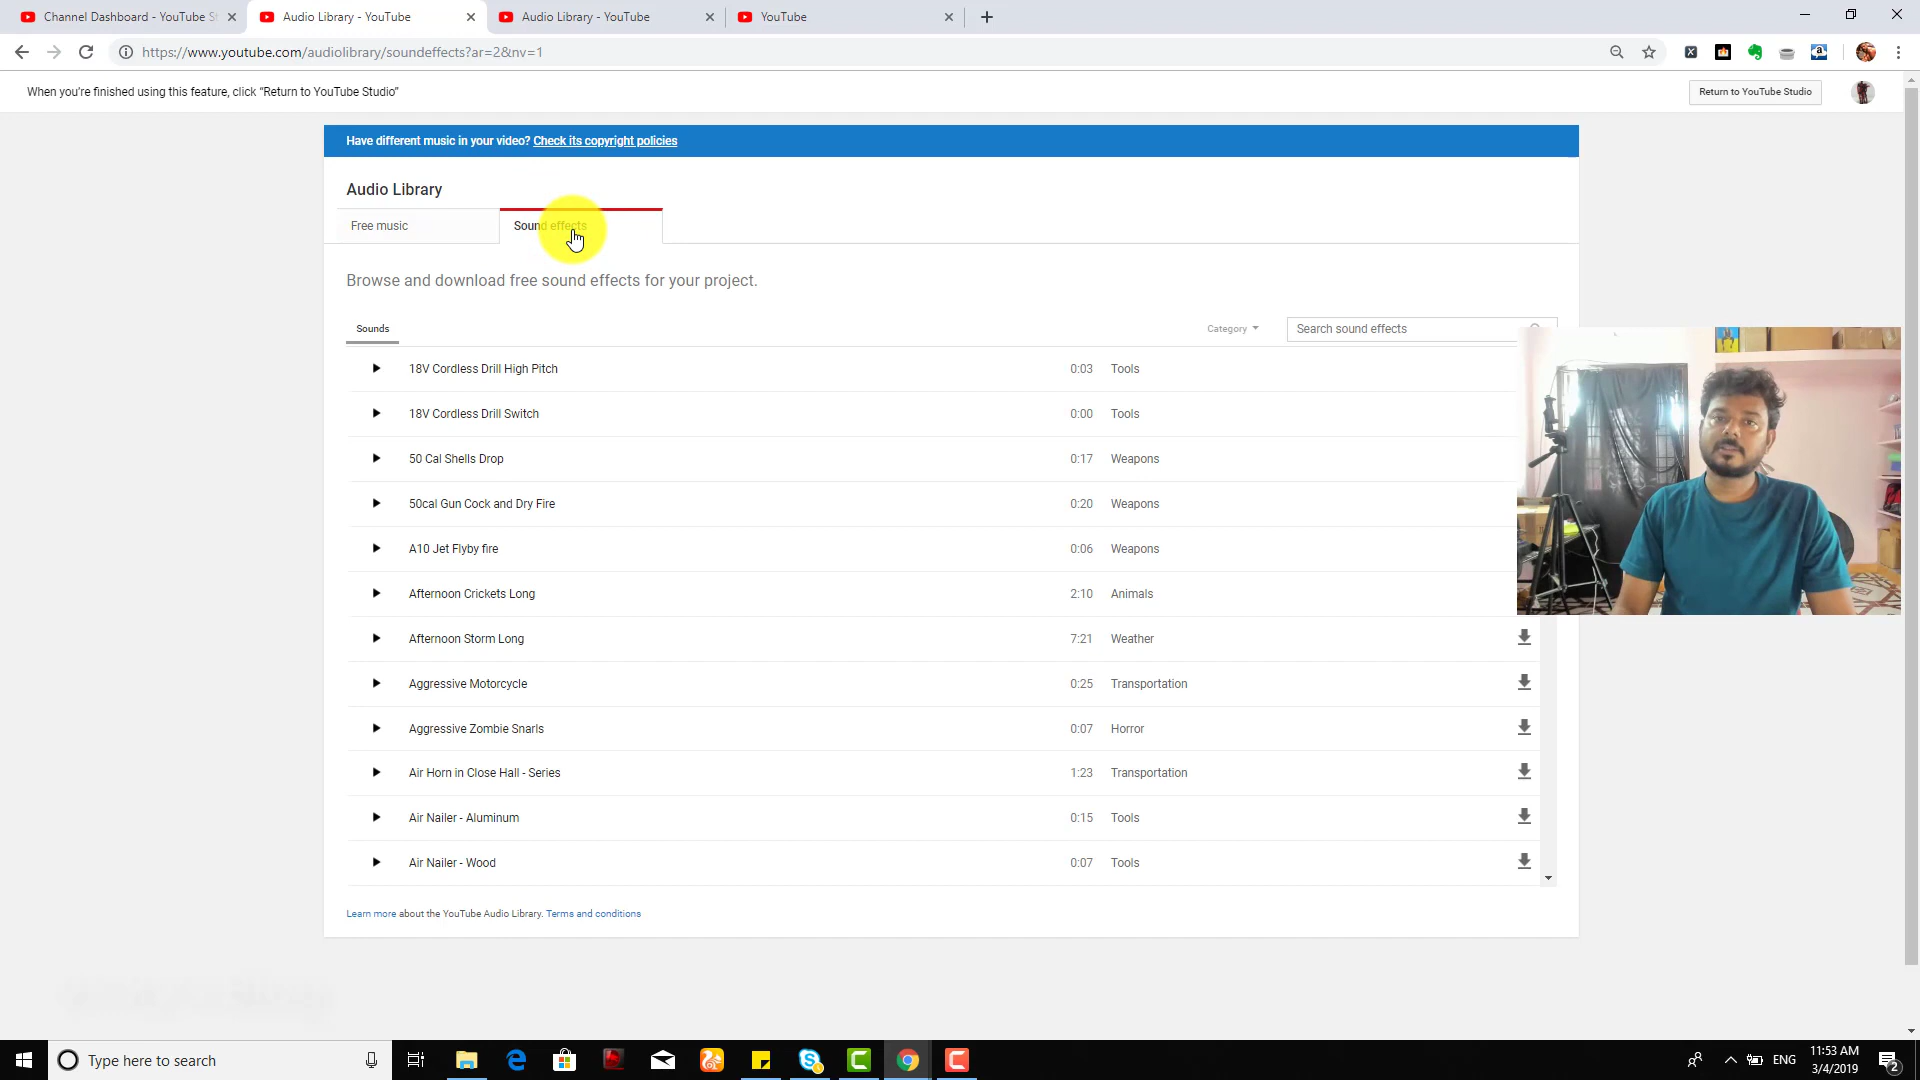 Channel Dashboard - YouTube S
Audio Library - YouTube
Audio Library - YouTube
YouTube
https://www.youtube.com/audiolibrary/soundeffects?ar=2&nv=1
When you're finished using this feature, click “Return to YouTube Studio”
Return to YouTube Studio
Have different music in your video? Check its copyright policies
Audio Library
Free music
Sound effects
Browse and download free sound effects for your project.
Sounds
Category
Search sound effects
18V Cordless Drill High Pitch 0:03 Tools
18V Cordless Drill Switch 0:00 Tools
50 Cal Shells Drop 0:17 Weapons
50cal Gun Cock and Dry Fire 0:20 Weapons
A10 Jet Flyby fire 0:06 Weapons
Afternoon Crickets Long 2:10 Animals
Afternoon Storm Long 7:21 Weather
Aggressive Motorcycle 0:25 Transportation
Aggressive Zombie Snarls 0:07 Horror
Air Horn in Close Hall - Series 1:23 Transportation
Air Nailer - Aluminum 0:15 Tools
Air Nailer - Wood 0:07 Tools
Learn more about the YouTube Audio Library. Terms and conditions
Type here to search
ENG
11:53 AM
3/4/2019
2